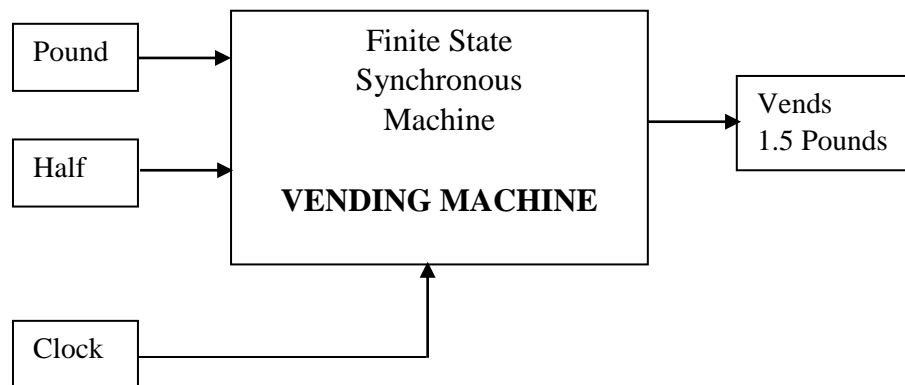 Pound
Half
Clock
Finite State
Synchronous
Machine
VENDING MACHINE
Vends
1.5 Pounds